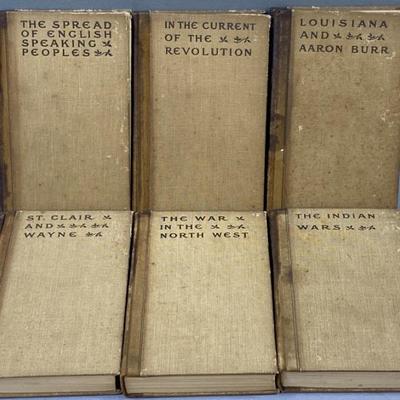 THE SPREAD
OF ENGLISH
SPEAKING
PEOPLES
IN THE CURRENT
OF THE
REVOLUTION
LOUISIANA
AND
AARON BURR
ST. CLAIR
AND
WAYNE
THE WAR
IN THE
NORTH WEST
THE INDIAN
WARS